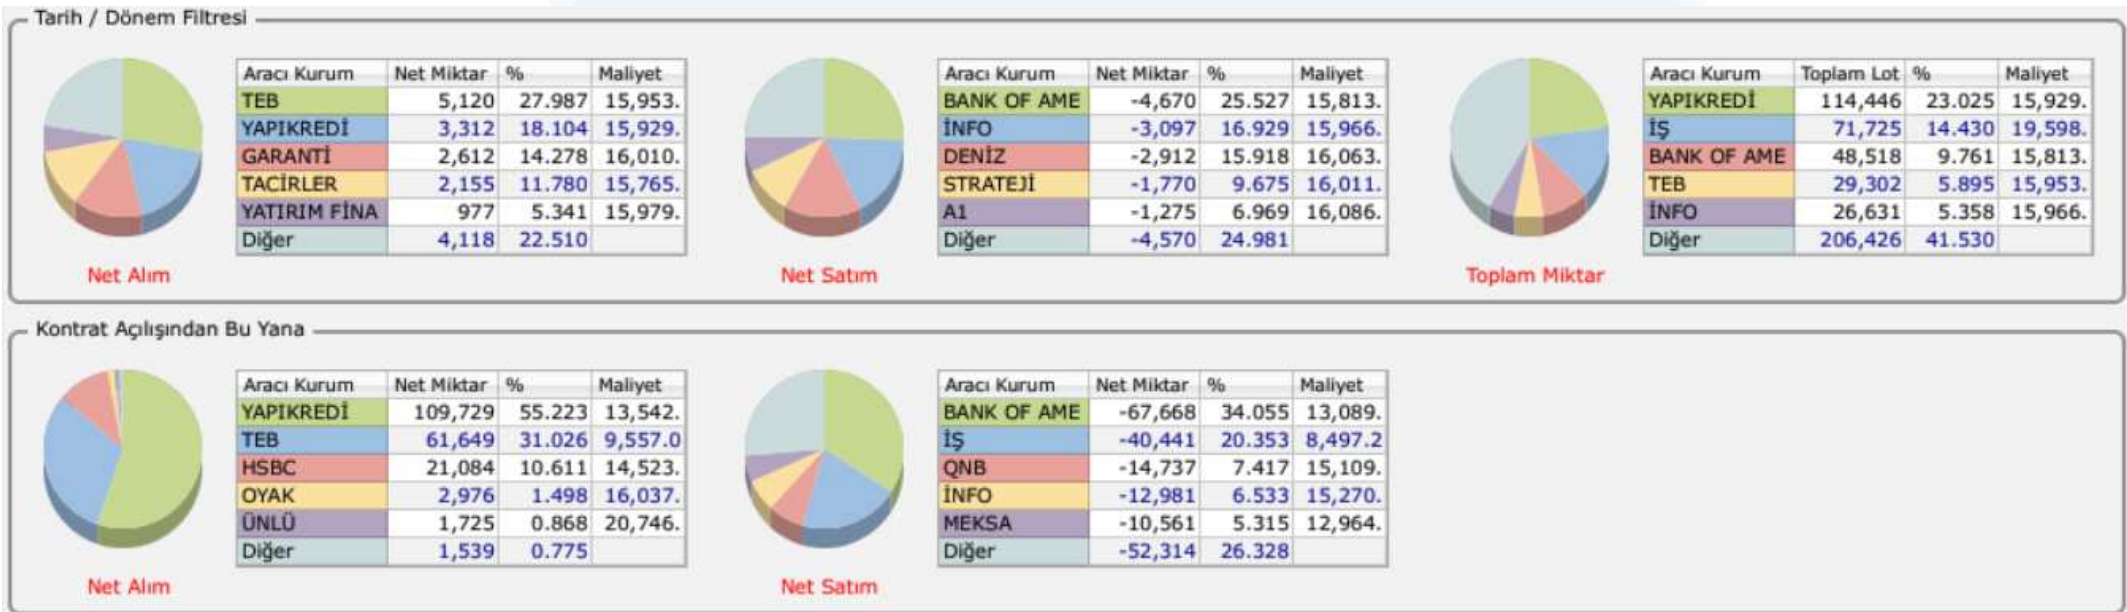 Tarih / Dönem Filtresi
Aracı Kurum Net Miktar % Maliyet
TEB 5,120 27.987 15,953.
YAPIKREDİ 3,312 18.104 15,929.
GARANTİ 2,612 14.278 16,010.
TACİRLER 2,155 11.780 15,765.
YATIRIM FİNA 977 5.341 15,979.
Diğer 4,118 22.510
Net Alım
Aracı Kurum Net Miktar % Maliyet
BANK OF AME -4,670 25.527 15,813.
İNFO -3,097 16.929 15,966.
DENİZ -2,912 15.918 16,063.
STRATEJİ -1,770 9.675 16,011.
A1 -1,275 6.969 16,086.
Diğer -4,570 24.981
Net Satım
Aracı Kurum Toplam Lot % Maliyet
YAPIKREDİ 114,446 23.025 15,929.
İŞ 71,725 14.430 19,598.
BANK OF AME 48,518 9.761 15,813.
TEB 29,302 5.895 15,953.
İNFO 26,631 5.358 15,966.
Diğer 206,426 41.530
Toplam Miktar
Kontrat Açılışından Bu Yana
Aracı Kurum Net Miktar % Maliyet
YAPIKREDİ 109,729 55.223 13,542.
TEB 61,649 31.026 9,557.0
HSBC 21,084 10.611 14,523.
OYAK 2,976 1.498 16,037.
ÜNLÜ 1,725 0.868 20,746.
Diğer 1,539 0.775
Net Alım
Aracı Kurum Net Miktar % Maliyet
BANK OF AME -67,668 34.055 13,089.
İŞ -40,441 20.353 8,497.2
QNB -14,737 7.417 15,109.
İNFO -12,981 6.533 15,270.
MEKSA -10,561 5.315 12,964.
Diğer -52,314 26.328
Net Satım